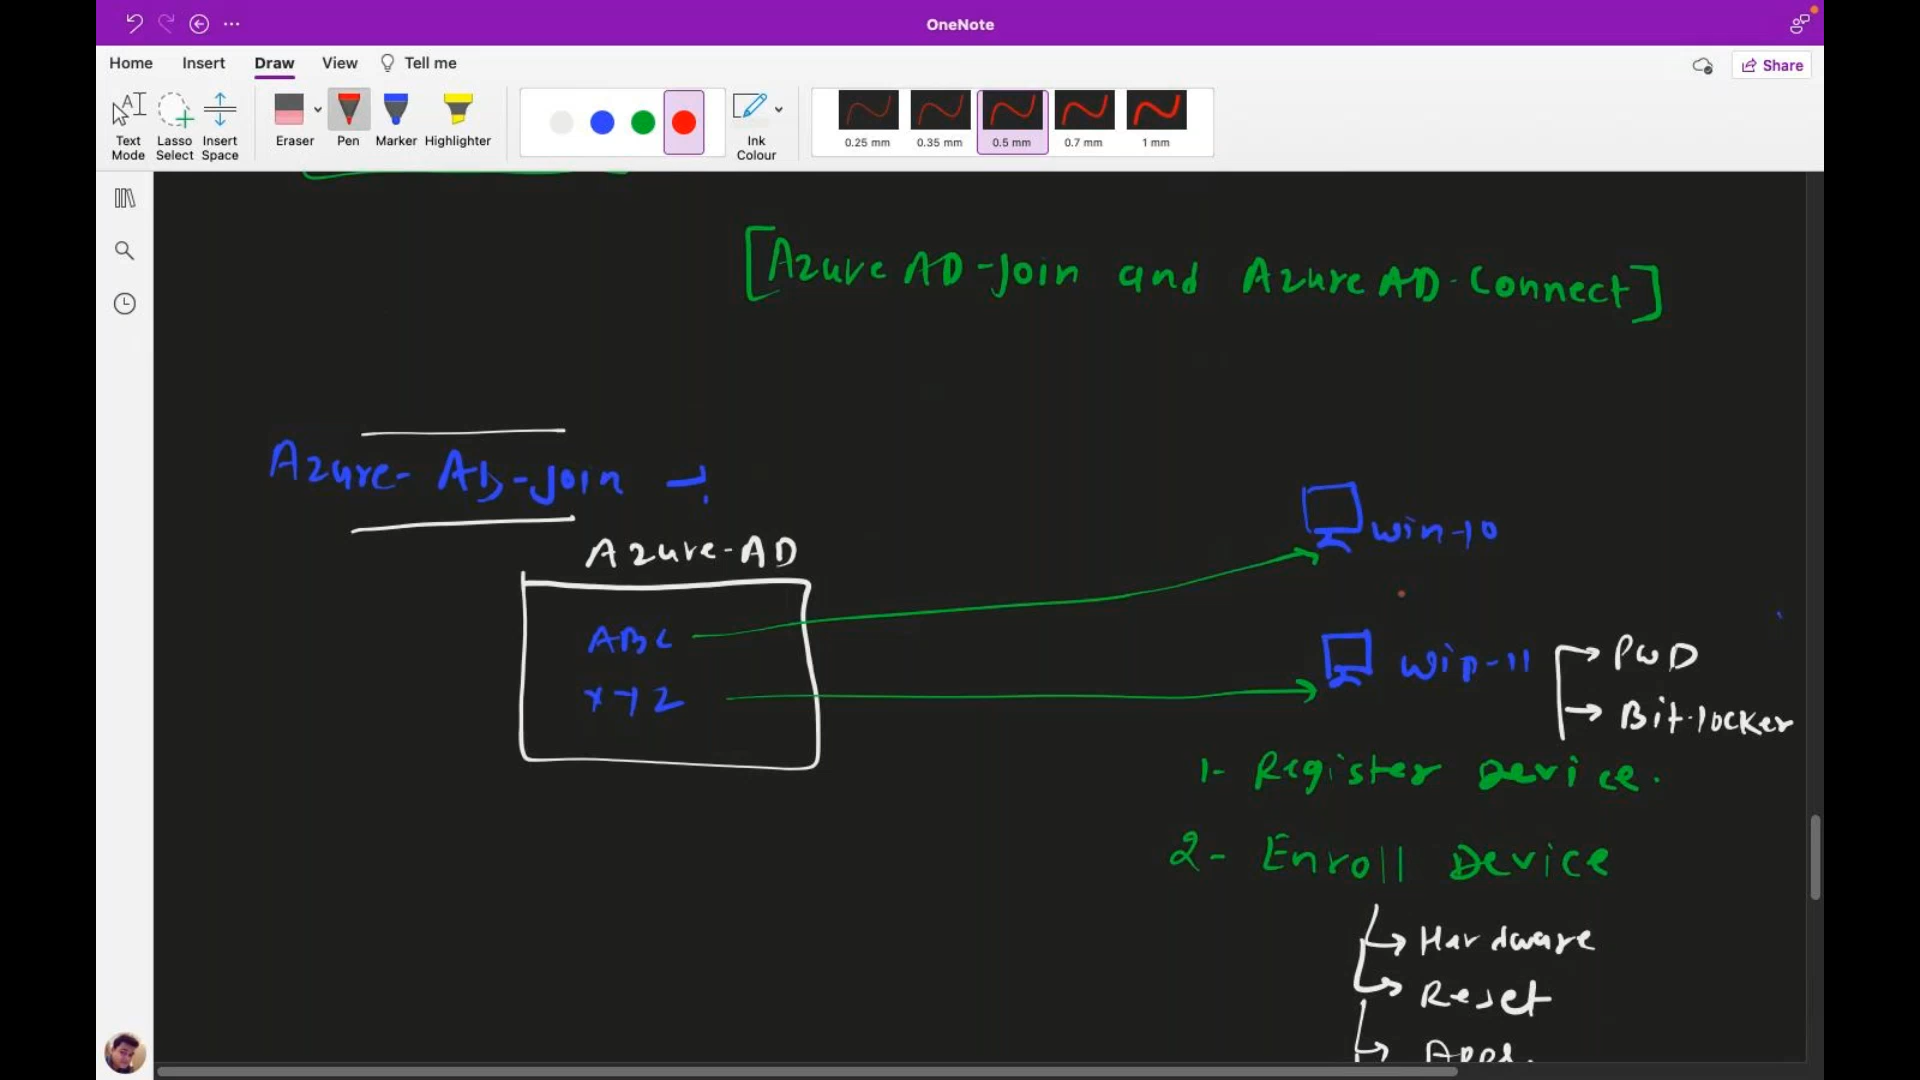 OneNote
Home Insert Draw View Tell me
Share
Text Mode
Lasso Select
Insert Space
Eraser
Pen
Marker
Highlighter
Ink Colour
0.25 mm
0.35 mm
0.5 mm
0.7 mm
1 mm
[Azure AD-Join and Azure AD-Connect]
Azure-AD-Join
Azure-AD
ABC
XYZ
Win-10
Win-11
PWD
Bit-locker
1- Register Device.
2- Enroll Device
Hardware
Reset
Apps.